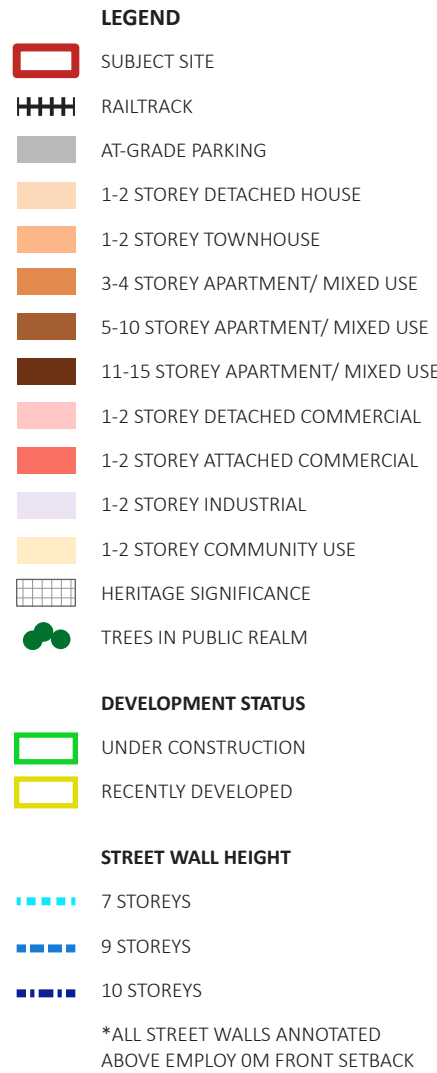 LEGEND
SUBJECT SITE
RAILTRACK
AT-GRADE PARKING
1-2 STOREY DETACHED HOUSE
1-2 STOREY TOWNHOUSE
3-4 STOREY APARTMENT/ MIXED USE
5-10 STOREY APARTMENT/ MIXED USE
11-15 STOREY APARTMENT/ MIXED USE
1-2 STOREY DETACHED COMMERCIAL
1-2 STOREY ATTACHED COMMERCIAL
1-2 STOREY INDUSTRIAL
1-2 STOREY COMMUNITY USE
HERITAGE SIGNIFICANCE
TREES IN PUBLIC REALM
DEVELOPMENT STATUS
UNDER CONSTRUCTION
RECENTLY DEVELOPED
STREET WALL HEIGHT
7 STOREYS
9 STOREYS
10 STOREYS
*ALL STREET WALLS ANNOTATED
ABOVE EMPLOY 0M FRONT SETBACK